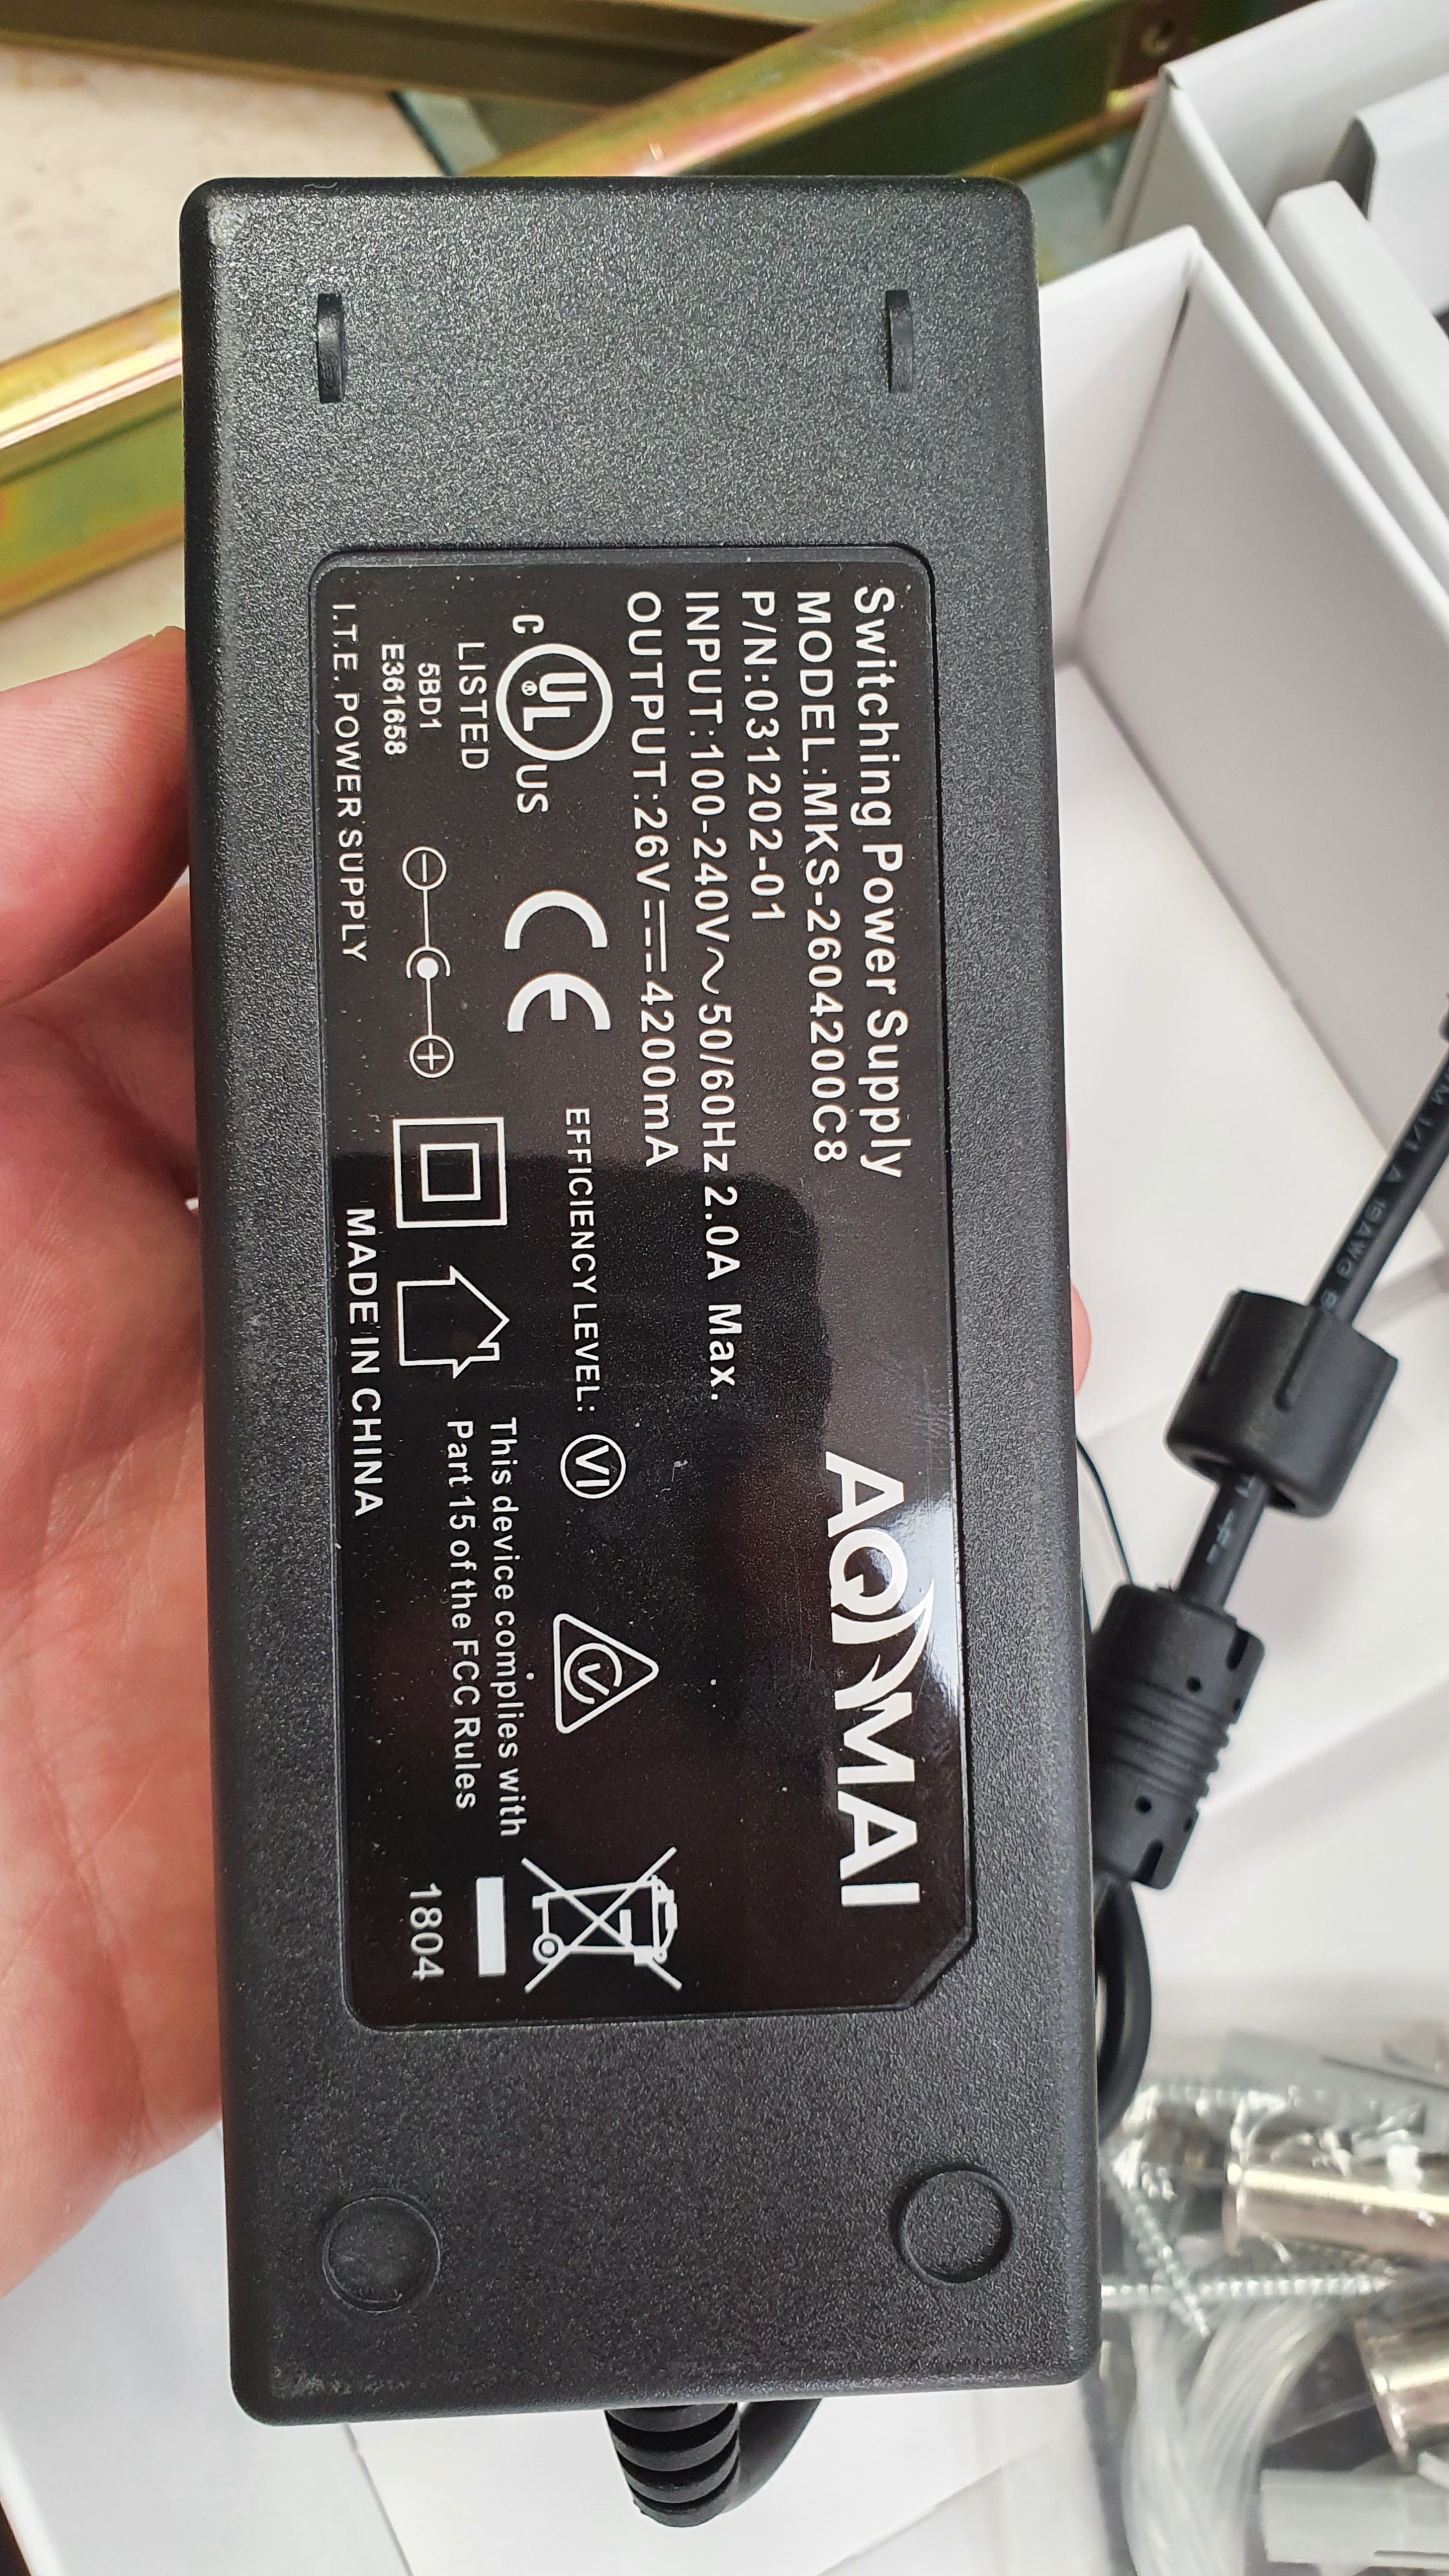 Switching Power Supply
MODEL:MKS-2604200C8
P/N:031202-01
INPUT:100-240V~50/60Hz 2.0A Max.
OUTPUT:26V⎓4200mA
AQUAMAI
C UL® US
LISTED
5BD1
E361658
I.T.E. POWER SUPPLY
CE
EFFICIENCY LEVEL: VI
This device complies with
Part 15 of the FCC Rules
MADE IN CHINA
1804